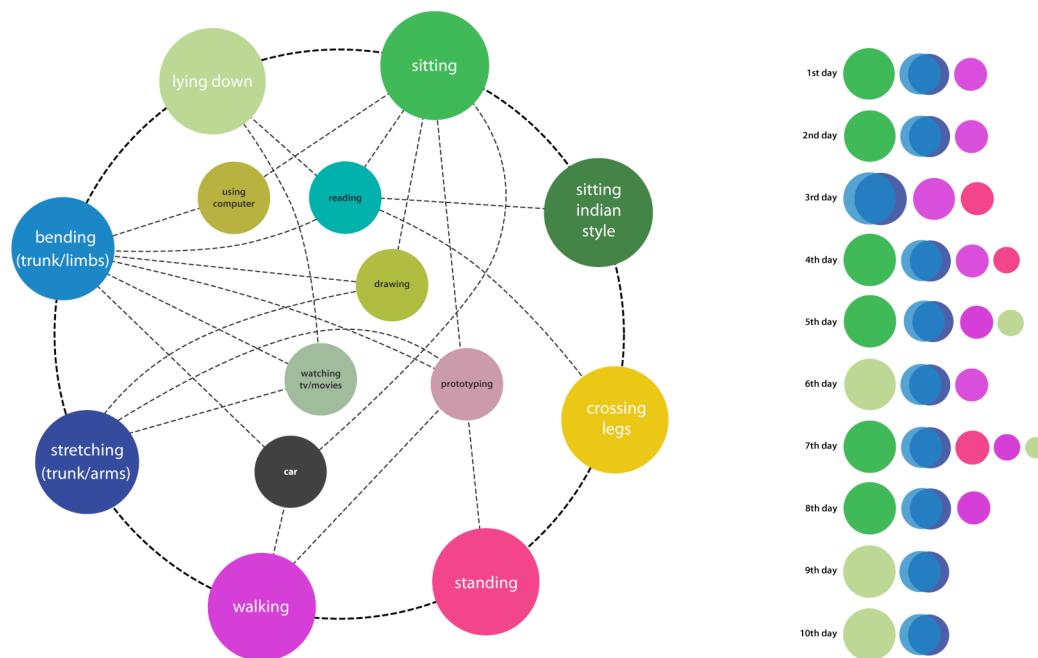 lying down
sitting
using
computer
reading
sitting
indian
style
bending
(trunk/limbs)
drawing
watching
tv/movies
prototyping
crossing
legs
stretching
(trunk/arms)
car
walking
standing
1st day
2nd day
3rd day
4th day
5th day
6th day
7th day
8th day
9th day
10th day